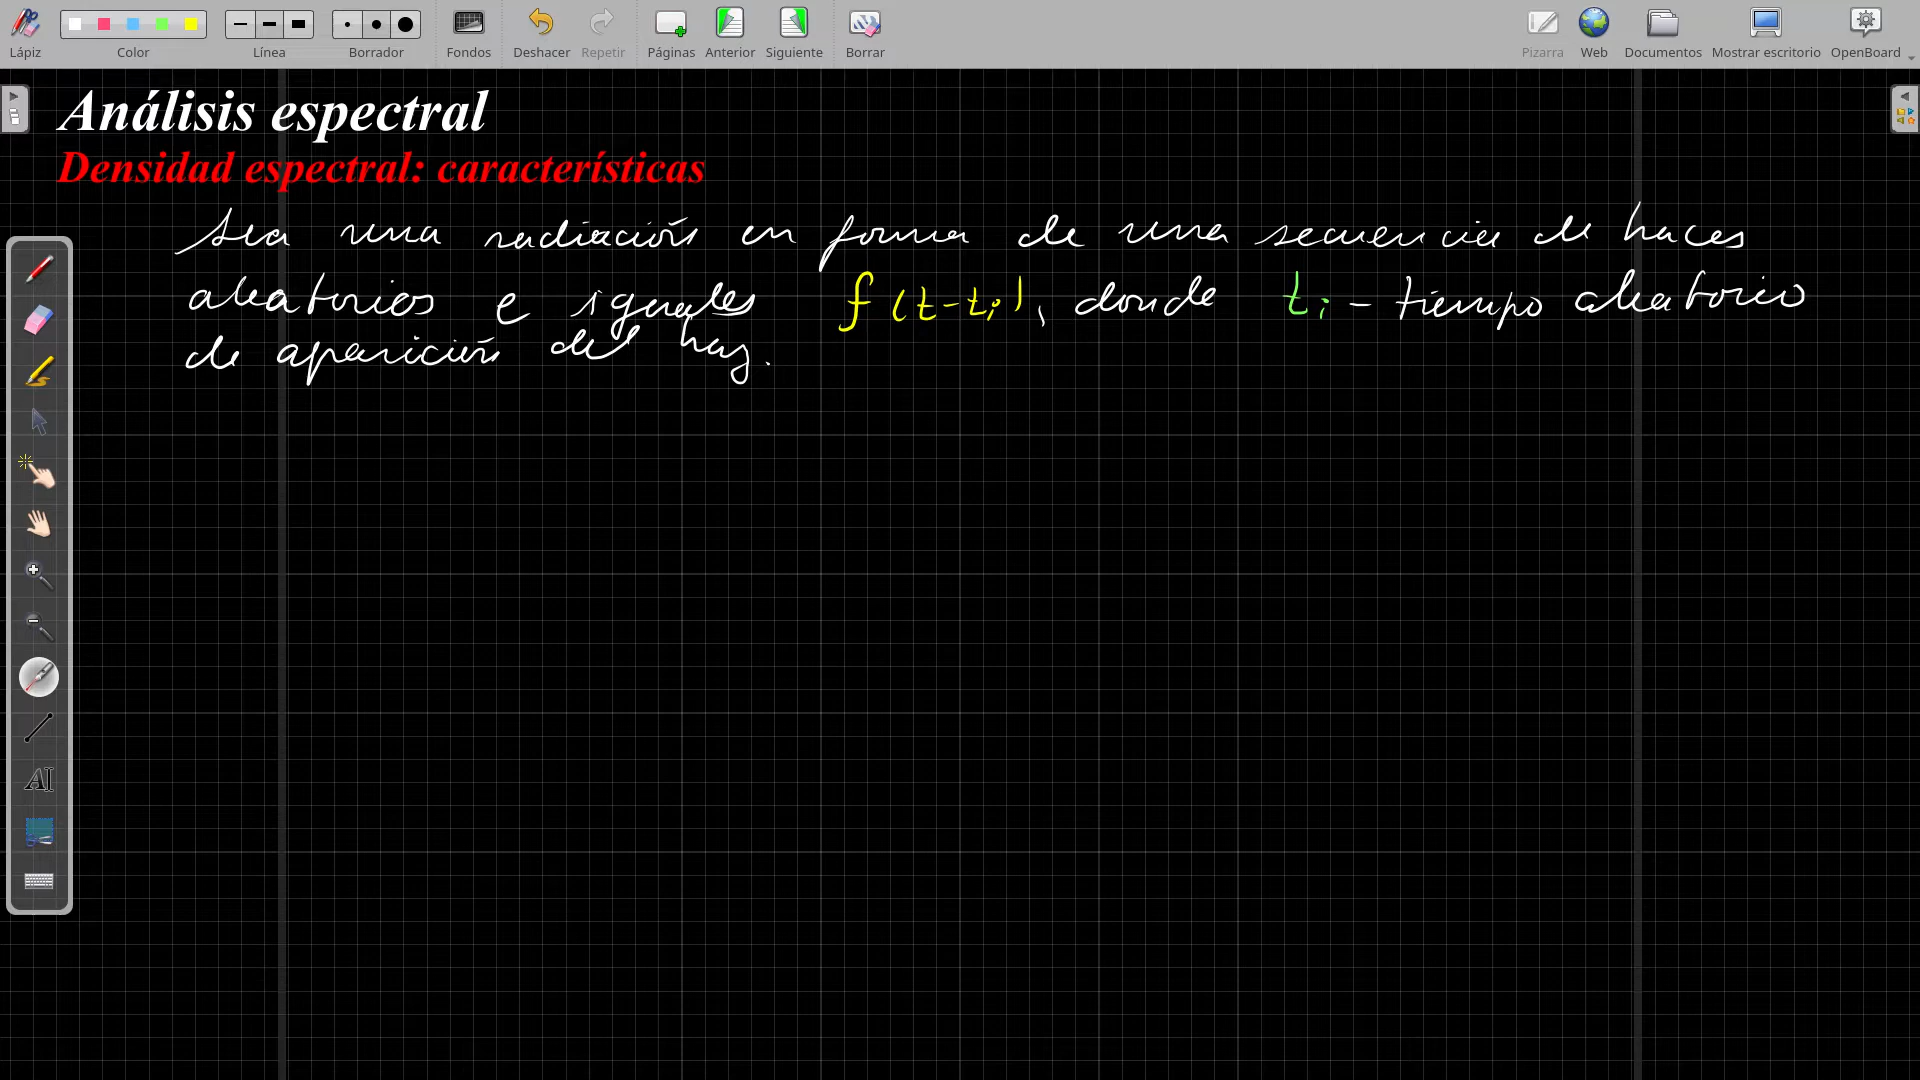 Lápiz Color Línea Borrador Fondos Deshacer Repetir Páginas Anterior Siguiente Borrar Pizarra Web Documentos Mostrar escritorio OpenBoard
Análisis espectral
Densidad espectral: características
Sea una radiación en forma de una secuencia de haces
aleatorios e iguales f(t-ti), donde ti - tiempo aleatorio
de aparición del haz.
AI